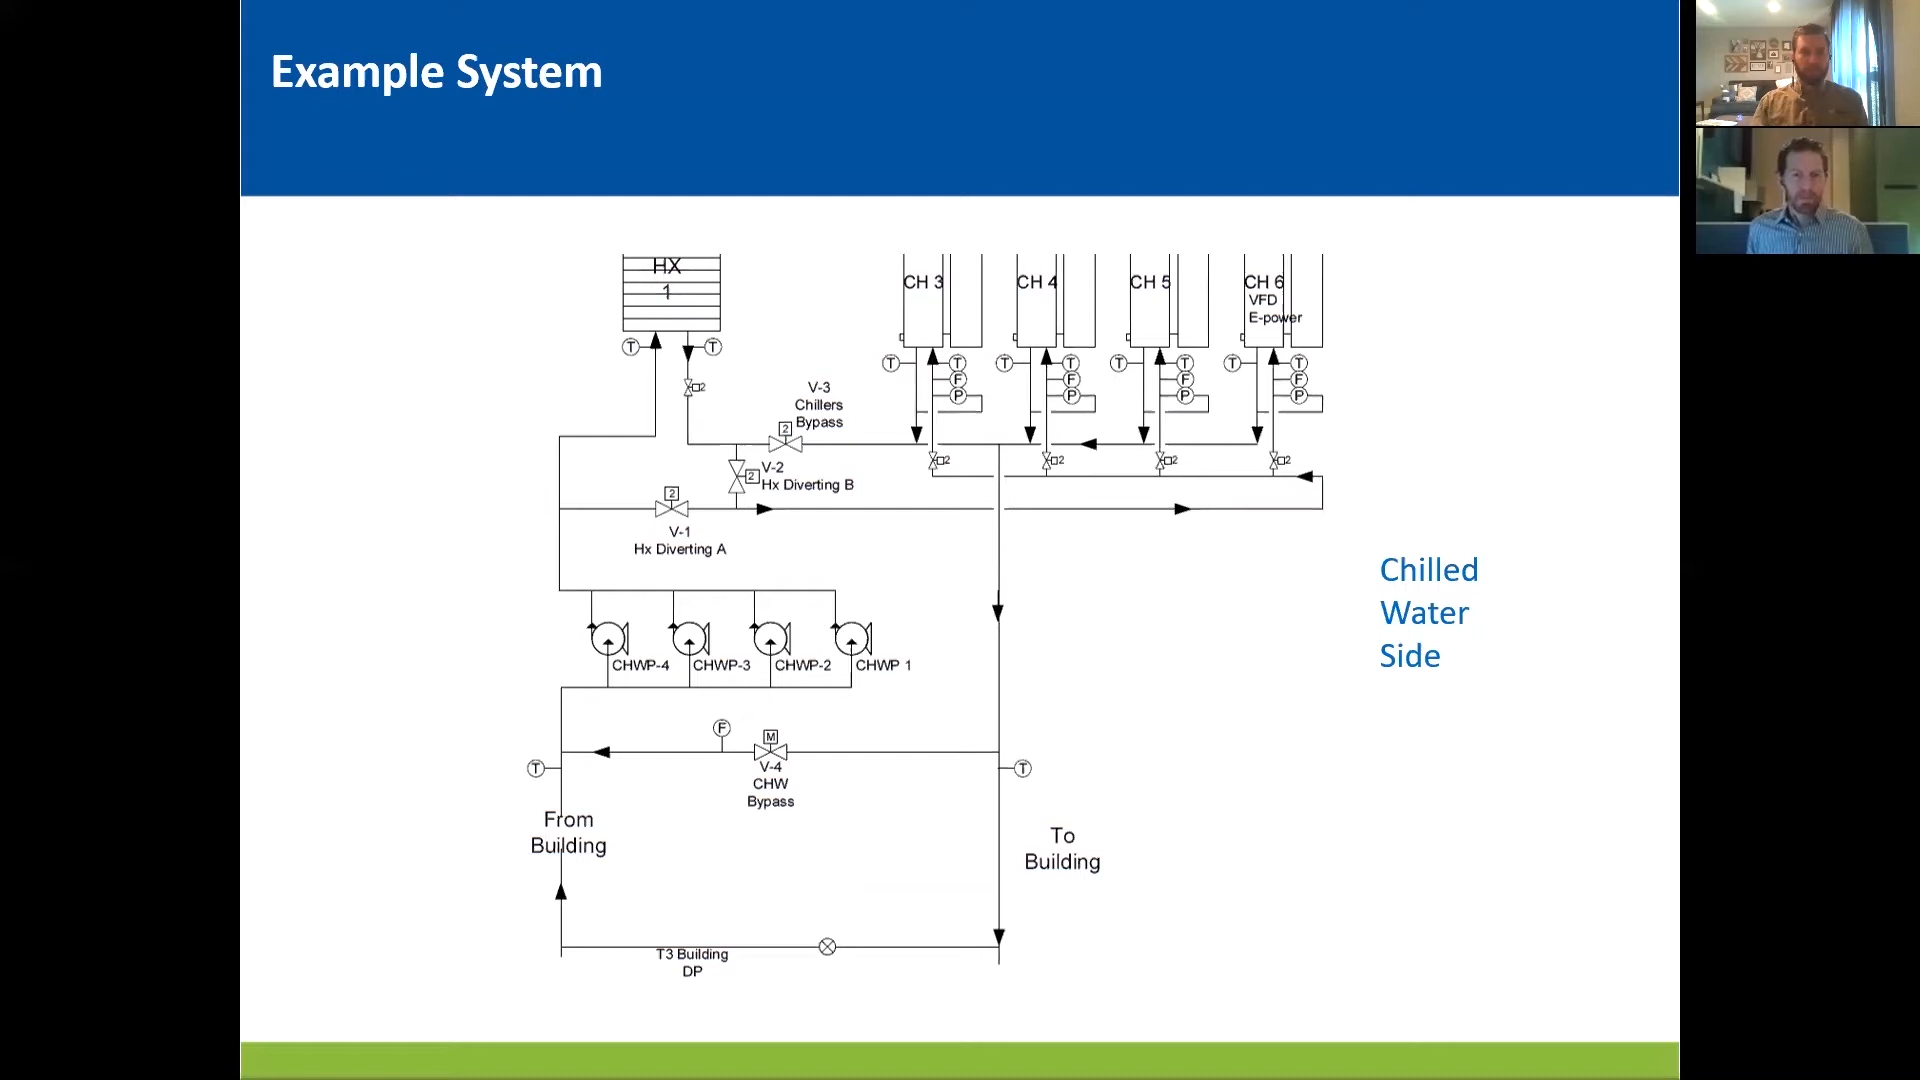 Example System
HX
1
CH 3
CH 4
CH 5
CH 6
VFD
E-power
T
T
T
T
T
T
T
T
T
T
F
F
F
F
P
P
P
P
2
V-3
Chillers
Bypass
2
2
2
2
2
V-2
2
Hx Diverting B
2
V-1
Hx Diverting A
Chilled
Water
Side
CHWP-4
CHWP-3
CHWP-2
CHWP 1
F
M
V-4
CHW
Bypass
T
T
From
Building
To
Building
T3 Building
DP